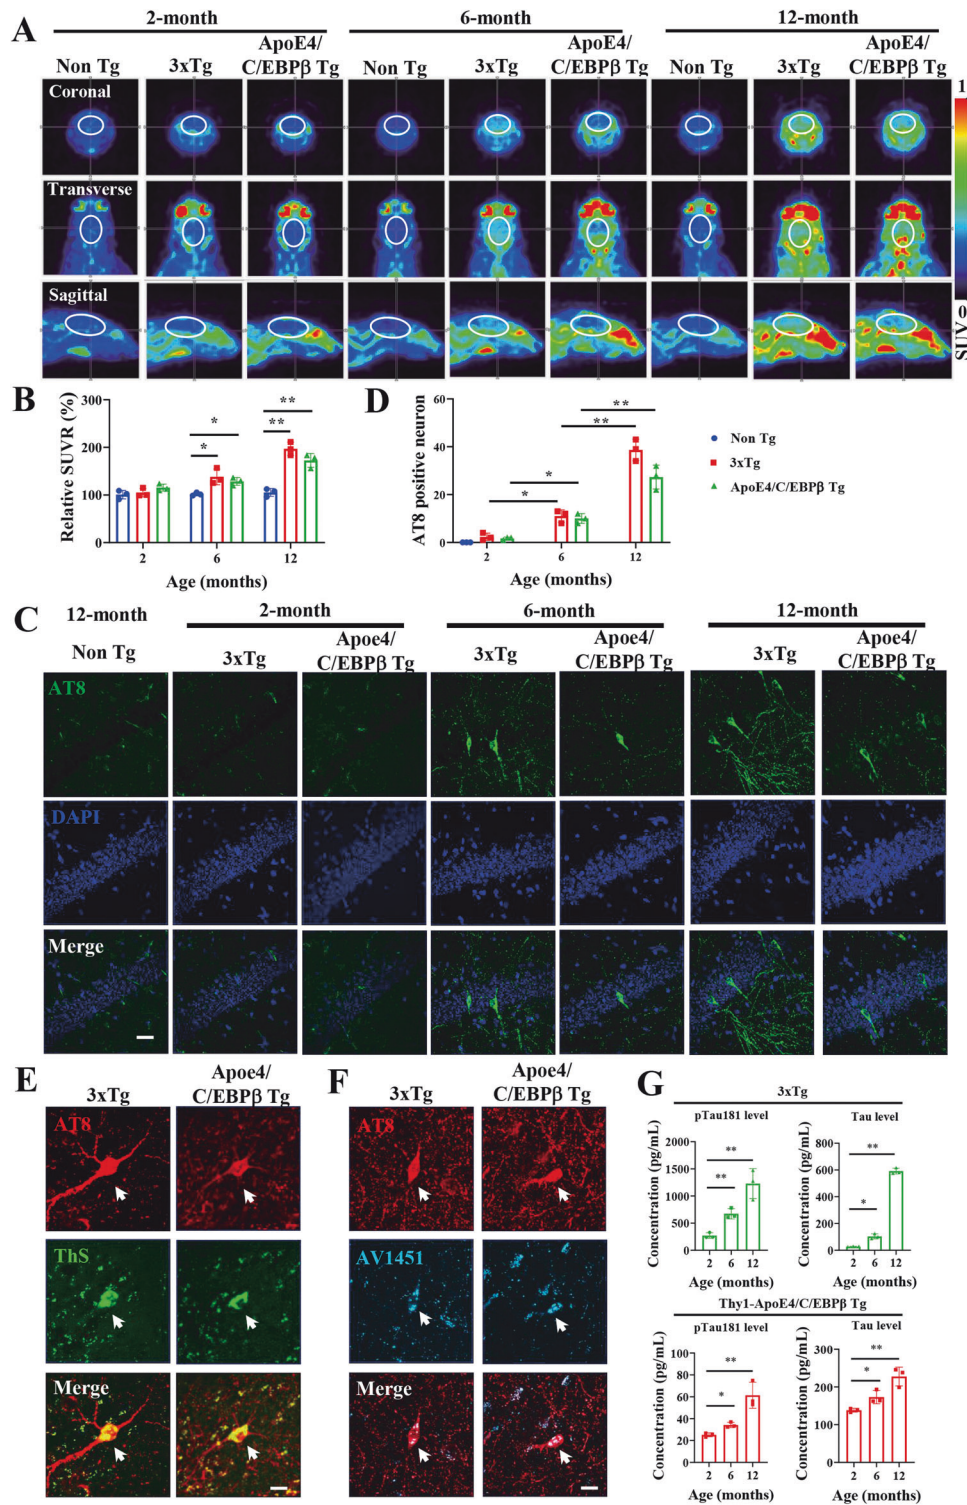 A
2-month
6-month
12-month
Non Tg
3xTg
ApoE4/
C/EBPβ Tg
Non Tg
3xTg
ApoE4/
C/EBPβ Tg
Non Tg
3xTg
ApoE4/
C/EBPβ Tg
Coronal
Transverse
Sagittal
1
0
SUV
B
Relative SUVR (%)
300
200
100
0
*
*
**
**
2
6
12
Age (months)
D
AT8 positive neuron
60
40
20
0
*
*
**
**
2
6
12
Age (months)
Non Tg
3xTg
ApoE4/C/EBPβ Tg
C
12-month
2-month
6-month
12-month
Non Tg
3xTg
Apoe4/
C/EBPβ Tg
3xTg
Apoe4/
C/EBPβ Tg
3xTg
Apoe4/
C/EBPβ Tg
AT8
DAPI
Merge
E
3xTg
Apoe4/
C/EBPβ Tg
AT8
ThS
Merge
F
3xTg
Apoe4/
C/EBPβ Tg
AT8
AV1451
Merge
G
3xTg
pTau181 level
Concentration (pg/mL)
2000
1500
1000
500
0
**
**
2 6 12
Age (months)
Tau level
Concentration (pg/mL)
800
600
400
200
0
**
*
2 6 12
Age (months)
Thy1-ApoE4/C/EBPβ Tg
pTau181 level
Concentration (pg/mL)
100
80
60
40
20
0
**
*
2 6 12
Age (months)
Tau level
Concentration (pg/mL)
300
200
100
0
**
*
2 6 12
Age (months)